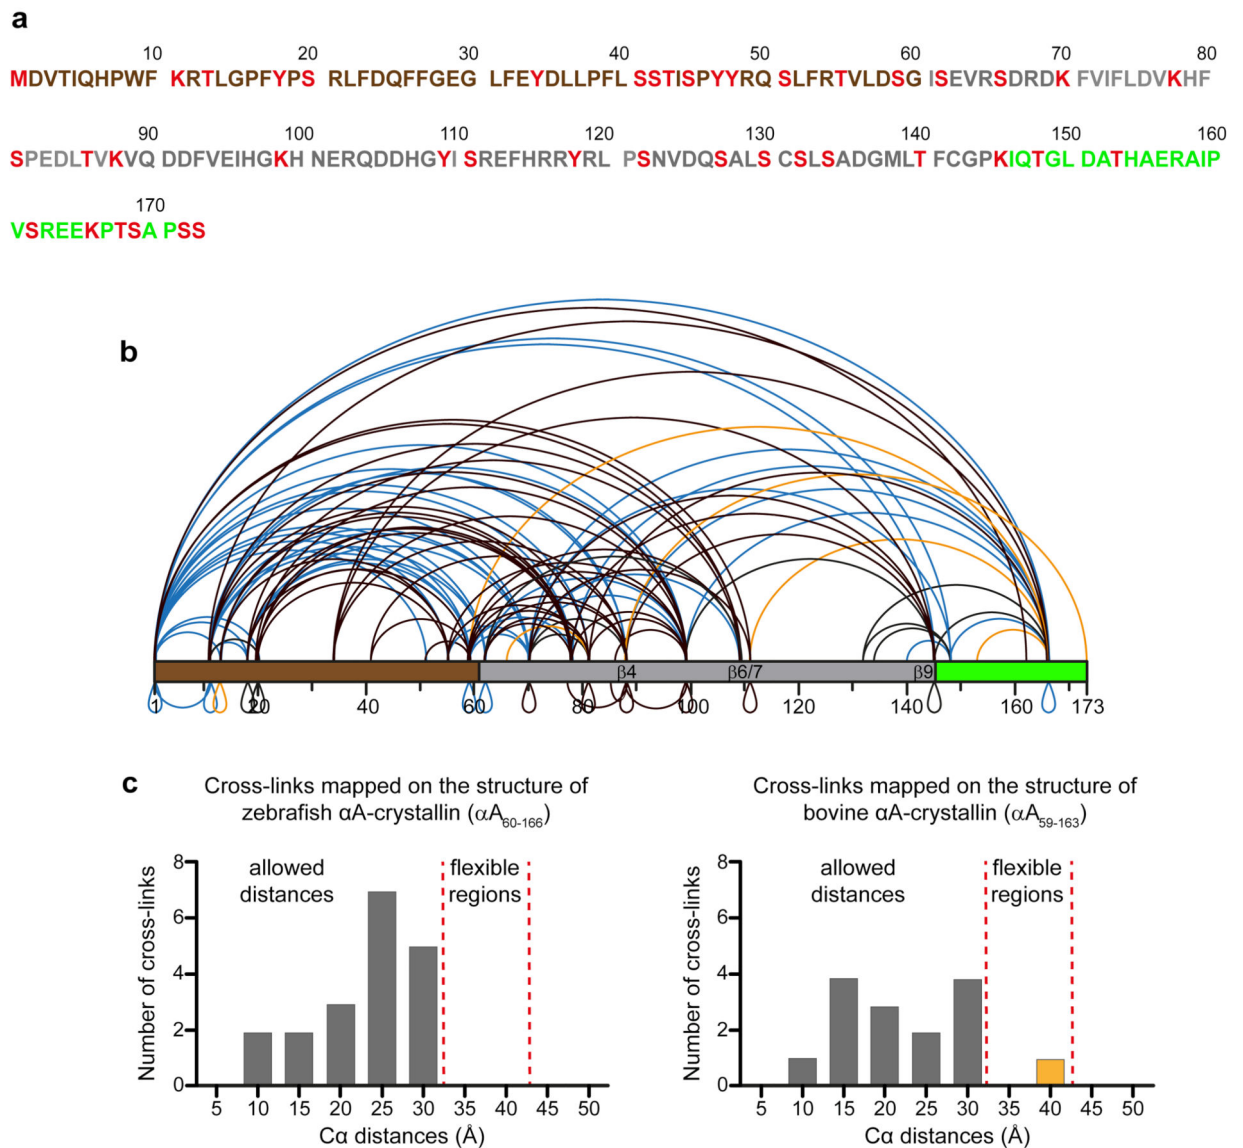 a
10 20 30 40 50 60 70 80
MDVTIQHPWF KRTLGPFYPS RLFDQFFGEG LFEYDLLPFL SSTISPYYRQ SLFRTVLDSG ISEVRSDRDK FVIFLDVKHF
90 100 110 120 130 140 150 160
SPEDLTVKVQ DDFVEIHGKH NERQDDHGYI SREFHRRYRL PSNVDQSALS CSLSADGMLT FCGPKIQTGL DATHAERAIP
170
VSREEKPTSA PSS
b
β4 β6/7 β9
1 20 40 60 80 100 120 140 160 173
c
Cross-links mapped on the structure of
zebrafish αA-crystallin (αA60-166)
8
6
4
2
0
Number of cross-links
allowed
distances
flexible
regions
5 10 15 20 25 30 35 40 45 50
Cα distances (Å)
Cross-links mapped on the structure of
bovine αA-crystallin (αA59-163)
8
6
4
2
0
Number of cross-links
allowed
distances
flexible
regions
5 10 15 20 25 30 35 40 45 50
Cα distances (Å)